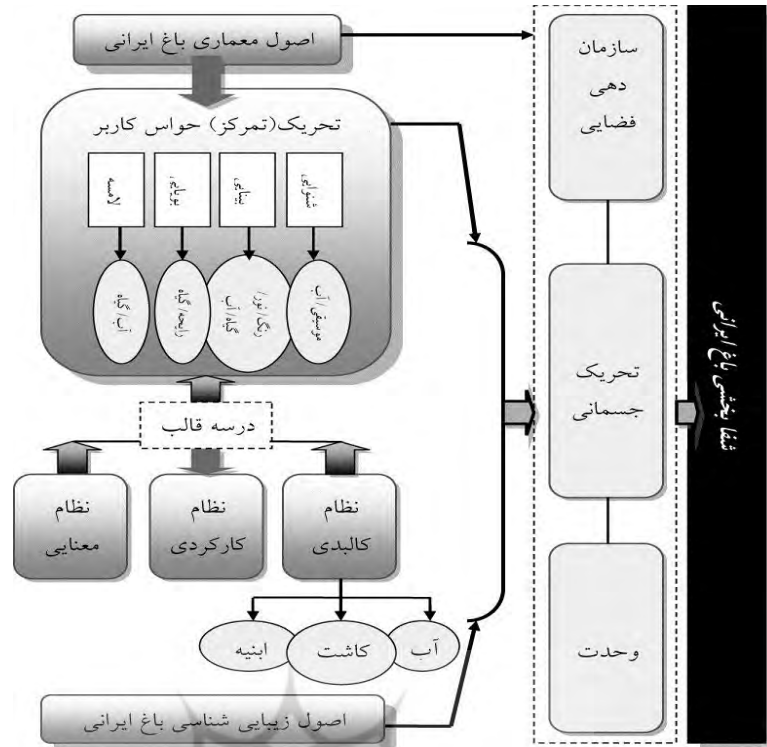 اصول معماری باغ ایرانی
تحریک(تمرکز) حواس کاربر
شنوایی
بینایی
بویایی
لامسه
موسیقی/آب
رنگ/نور/
گیاه/آب
رایحه/گیاه
آب/گیاه
درسه قالب
نظام
کالبدی
نظام
کارکردی
نظام
معنایی
آب
کاشت
ابنیه
اصول زیبایی شناسی باغ ایرانی
سازمان
دهی
فضایی
تحریک
جسمانی
وحدت
شفا بخشی باغ ایرانی